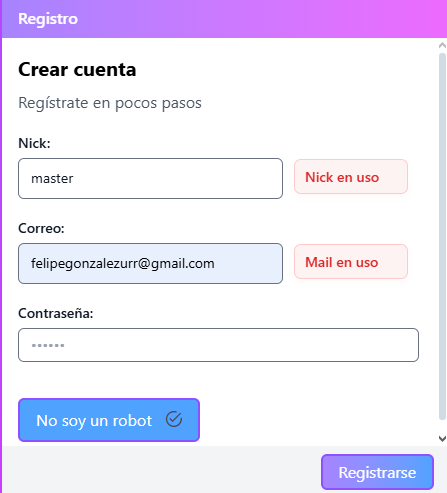 Registro
Crear cuenta
Regístrate en pocos pasos
Nick:
master
Nick en uso
Correo:
felipegonzalezurr@gmail.com
Mail en uso
Contraseña:
••••••
No soy un robot
Registrarse